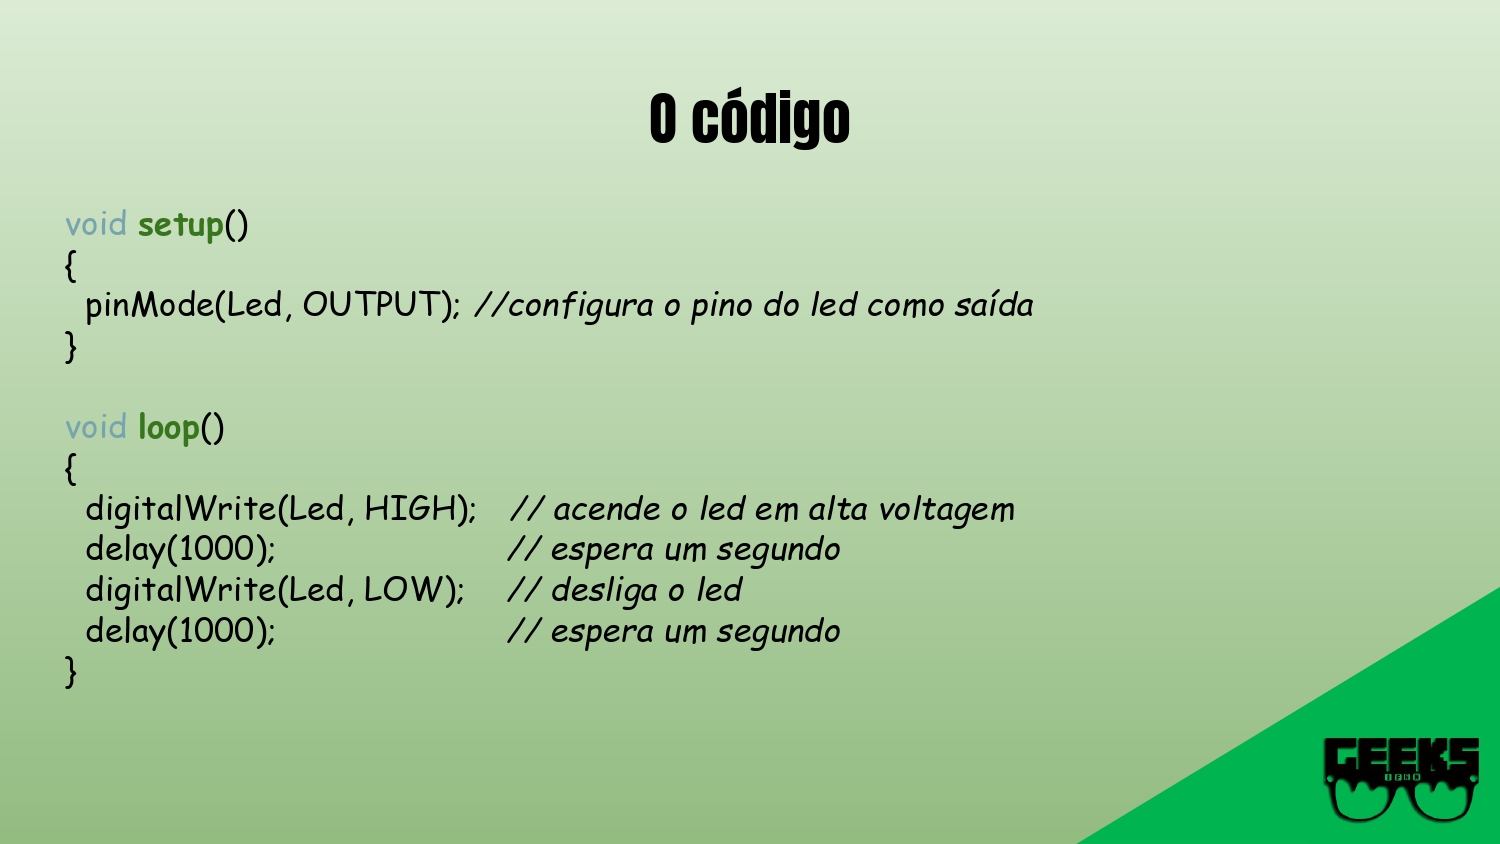 O código
void setup()
{
pinMode(Led, OUTPUT); //configura o pino do led como saída
}
void loop()
{
digitalWrite(Led, HIGH); // acende o led em alta voltagem
delay(1000); // espera um segundo
digitalWrite(Led, LOW); // desliga o led
delay(1000); // espera um segundo
}
GEEKS
IFRN